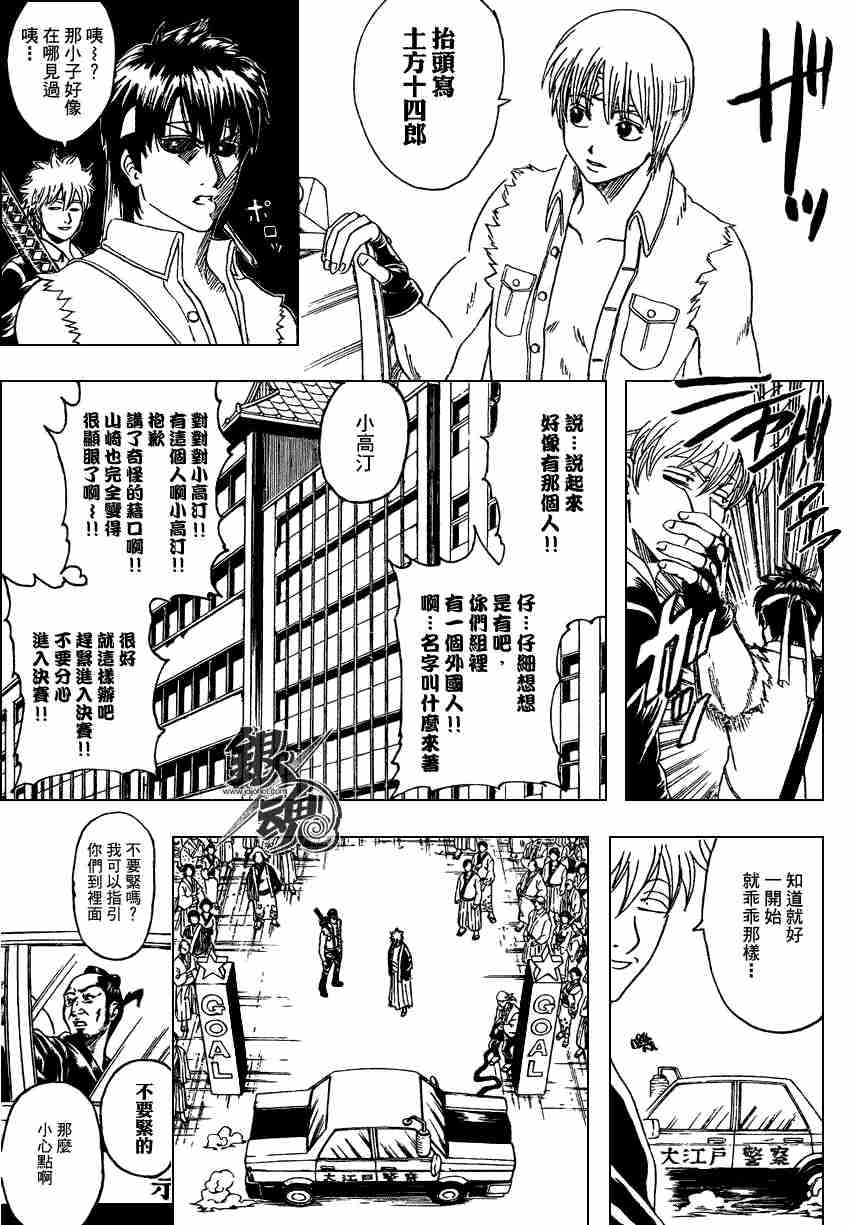 抬頭寫
土方十四郎
咦~?
那小子好像
在哪見過
咦…
ポロッ
說…說起來
好像有那個人!!
仔…仔細想想
是有吧,
你們組裡
有一個外國人!!
啊…名字叫什麼來著
小高汀
對對對小高汀!!
有這個人啊小高汀!!
抱歉
講了奇怪的藉口啊!!
山崎也完全變得
很顯眼了啊~!!
很好
就這樣辦吧
趕緊進入決賽!!
不要分心
進入決賽!!
銀魂
知道就好
一開始
就乖乖那樣…
大江戶 警察
GOAL
GOAL
大江戶 警察
不要緊嗎?
我可以指引
你們到裡面
不要緊的
那麼
小心點啊
示